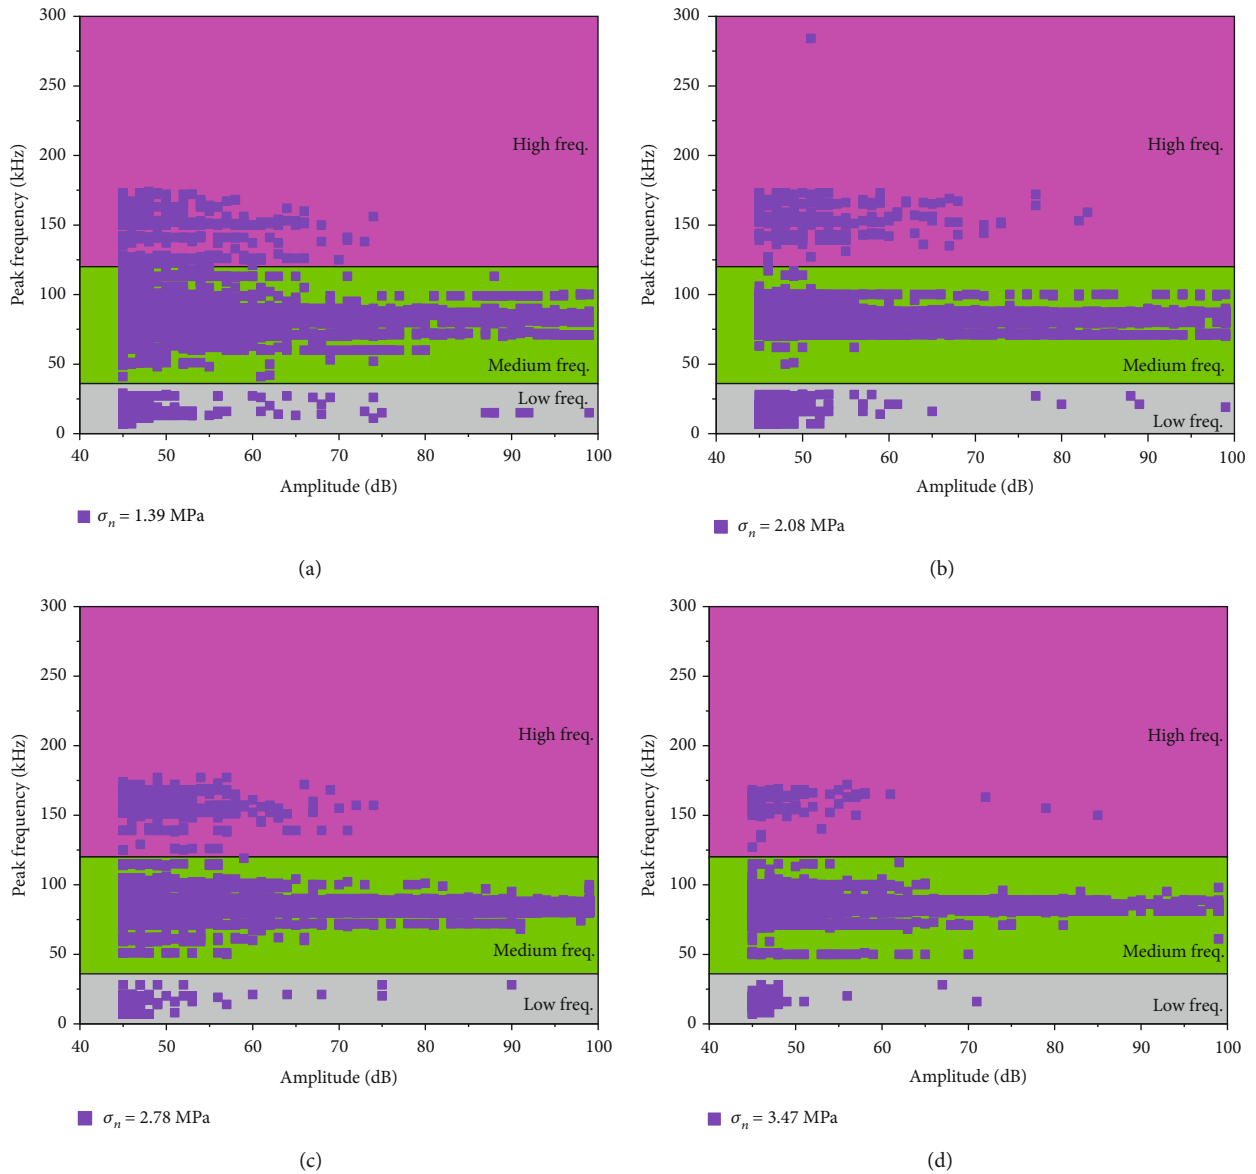 300
250
200
150
100
50
0
Peak frequency (kHz)
High freq.
Medium freq.
Low freq.
40 50 60 70 80 90 100
Amplitude (dB)
σn = 1.39 MPa
(a)
300
250
200
150
100
50
0
Peak frequency (kHz)
High freq.
Medium freq.
Low freq.
40 50 60 70 80 90 100
Amplitude (dB)
σn = 2.08 MPa
(b)
300
250
200
150
100
50
0
Peak frequency (kHz)
High freq.
Medium freq.
Low freq.
40 50 60 70 80 90 100
Amplitude (dB)
σn = 2.78 MPa
(c)
300
250
200
150
100
50
0
Peak frequency (kHz)
High freq.
Medium freq.
Low freq.
40 50 60 70 80 90 100
Amplitude (dB)
σn = 3.47 MPa
(d)